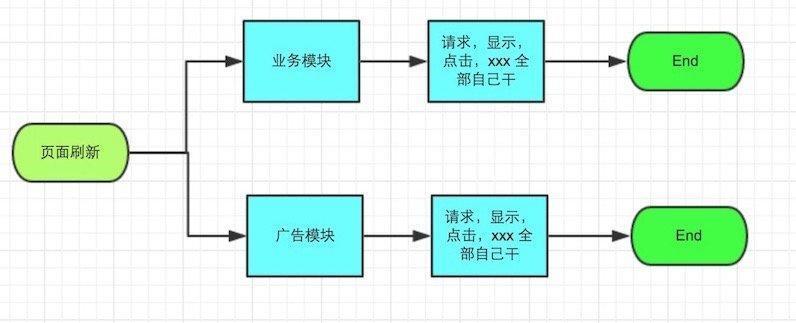 业务模块
请求，显示，
点击，xxx 全
部自己干
End
页面刷新
广告模块
请求，显示，
点击，xxx 全
部自己干
End